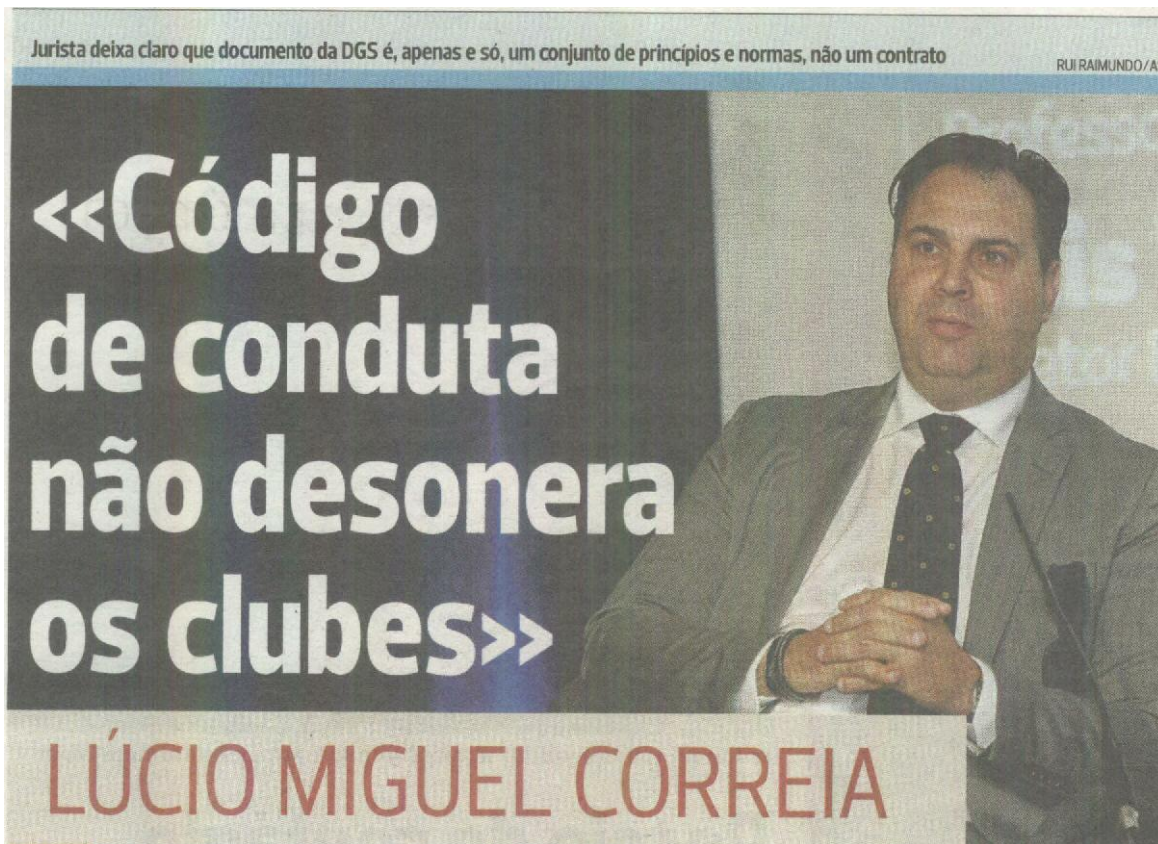 Jurista deixa claro que documento da DGS é, apenas e só, um conjunto de princípios e normas, não um contrato
RUI RAIMUNDO/A
«Código
de conduta
não desonera
os clubes»
LÚCIO MIGUEL CORREIA